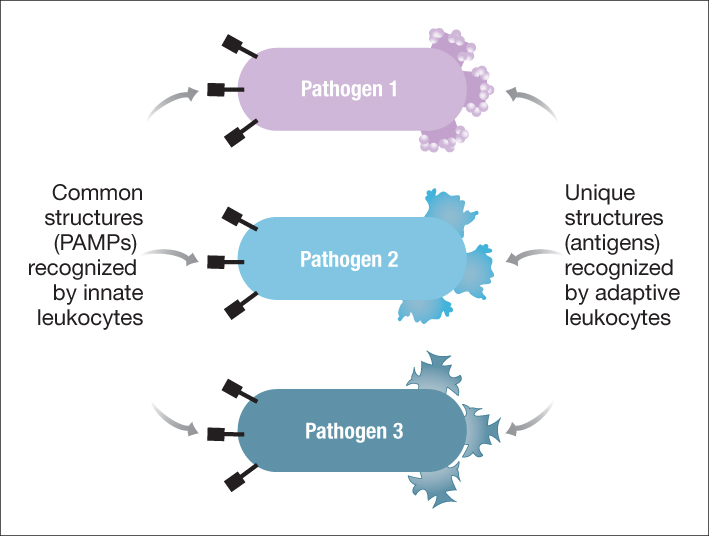 Pathogen 1
Common
structures
(PAMPs)
recognized
by innate
leukocytes
Pathogen 2
Unique
structures
(antigens)
recognized
by adaptive
leukocytes
Pathogen 3